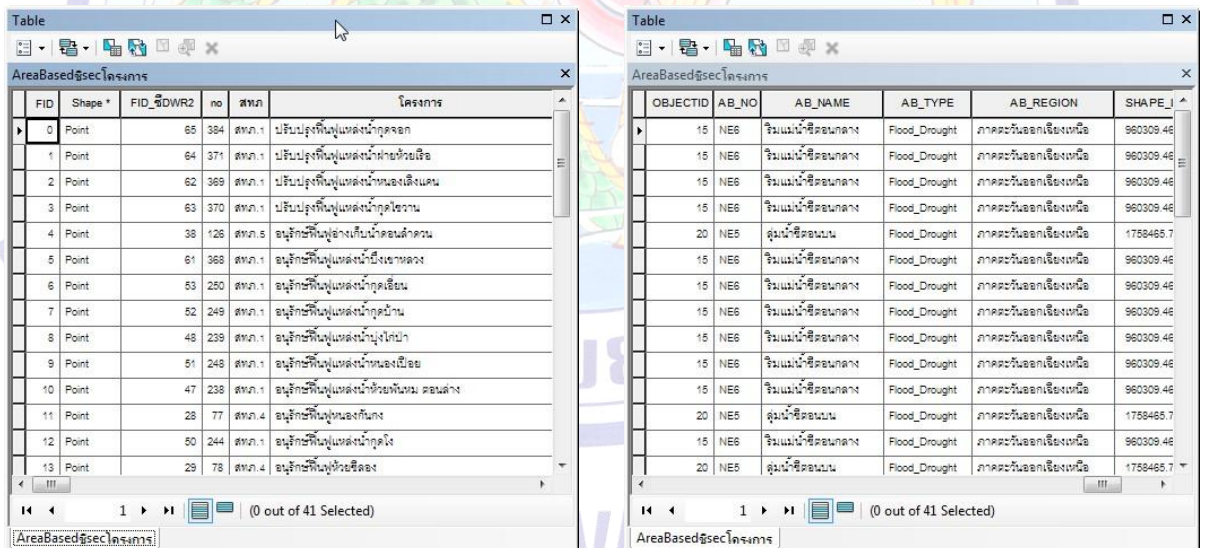 Table
AreaBasedชีsecโครงการ
FID Shape * FID_ชีDWR2 no สทภ โครงการ
0 Point 65 384 สทภ.1 ปรับปรุงฟื้นฟูแหล่งน้ำกุดจอก
1 Point 64 371 สทภ.1 ปรับปรุงฟื้นฟูแหล่งน้ำฝายห้วยเรือ
2 Point 62 369 สทภ.1 ปรับปรุงฟื้นฟูแหล่งน้ำหนองเลิงแคน
3 Point 63 370 สทภ.1 ปรับปรุงฟื้นฟูแหล่งน้ำกุดไชวาน
4 Point 38 126 สทภ.5 อนุรักษ์ฟื้นฟูอ่างเก็บน้ำดอนลำดวน
5 Point 61 368 สทภ.1 อนุรักษ์ฟื้นฟูแหล่งน้ำบึงเขาหลวง
6 Point 53 250 สทภ.1 อนุรักษ์ฟื้นฟูแหล่งน้ำกุดเอี่ยน
7 Point 52 249 สทภ.1 อนุรักษ์ฟื้นฟูแหล่งน้ำกุดบ้าน
8 Point 48 239 สทภ.1 อนุรักษ์ฟื้นฟูแหล่งน้ำบุ่งไก่ป่า
9 Point 51 248 สทภ.1 อนุรักษ์ฟื้นฟูแหล่งน้ำหนองเปือย
10 Point 47 238 สทภ.1 อนุรักษ์ฟื้นฟูแหล่งน้ำห้วยพันหม ตอนล่าง
11 Point 28 77 สทภ.4 อนุรักษ์ฟื้นฟูหนองกันกง
12 Point 50 244 สทภ.1 อนุรักษ์ฟื้นฟูแหล่งน้ำกุดโง
13 Point 29 78 สทภ.4 อนุรักษ์ฟื้นฟูห้วยชีลอง
1 (0 out of 41 Selected)
AreaBasedชีsecโครงการ
Table
AreaBasedชีsecโครงการ
OBJECTID AB_NO AB_NAME AB_TYPE AB_REGION SHAPE_
15 NE6 ริมแม่น้ำชีตอนกลาง Flood_Drought ภาคตะวันออกเฉียงเหนือ 960309.46
15 NE6 ริมแม่น้ำชีตอนกลาง Flood_Drought ภาคตะวันออกเฉียงเหนือ 960309.46
15 NE6 ริมแม่น้ำชีตอนกลาง Flood_Drought ภาคตะวันออกเฉียงเหนือ 960309.46
15 NE6 ริมแม่น้ำชีตอนกลาง Flood_Drought ภาคตะวันออกเฉียงเหนือ 960309.46
20 NE5 ลุ่มน้ำชีตอนบน Flood_Drought ภาคตะวันออกเฉียงเหนือ 1758465.7
15 NE6 ริมแม่น้ำชีตอนกลาง Flood_Drought ภาคตะวันออกเฉียงเหนือ 960309.46
15 NE6 ริมแม่น้ำชีตอนกลาง Flood_Drought ภาคตะวันออกเฉียงเหนือ 960309.46
15 NE6 ริมแม่น้ำชีตอนกลาง Flood_Drought ภาคตะวันออกเฉียงเหนือ 960309.46
15 NE6 ริมแม่น้ำชีตอนกลาง Flood_Drought ภาคตะวันออกเฉียงเหนือ 960309.46
15 NE6 ริมแม่น้ำชีตอนกลาง Flood_Drought ภาคตะวันออกเฉียงเหนือ 960309.46
15 NE6 ริมแม่น้ำชีตอนกลาง Flood_Drought ภาคตะวันออกเฉียงเหนือ 960309.46
20 NE5 ลุ่มน้ำชีตอนบน Flood_Drought ภาคตะวันออกเฉียงเหนือ 1758465.7
15 NE6 ริมแม่น้ำชีตอนกลาง Flood_Drought ภาคตะวันออกเฉียงเหนือ 960309.46
20 NE5 ลุ่มน้ำชีตอนบน Flood_Drought ภาคตะวันออกเฉียงเหนือ 1758465.7
1 (0 out of 41 Selected)
AreaBasedชีsecโครงการ